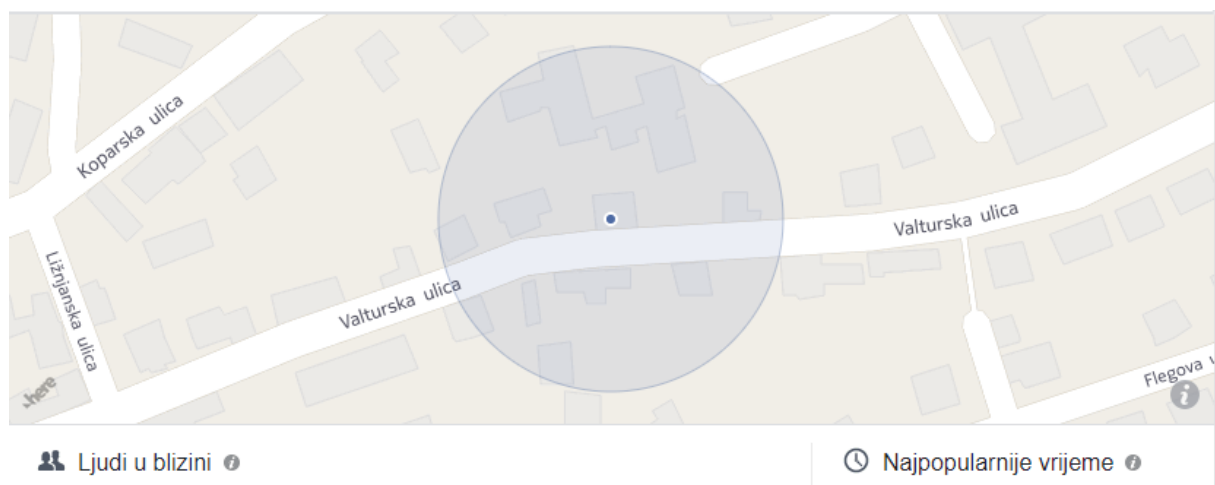 Koparska ulica
Valturska ulica
Ližnjanska ulica
Valturska ulica
Flegova u
here
Ljudi u blizini
Najpopularnije vrijeme